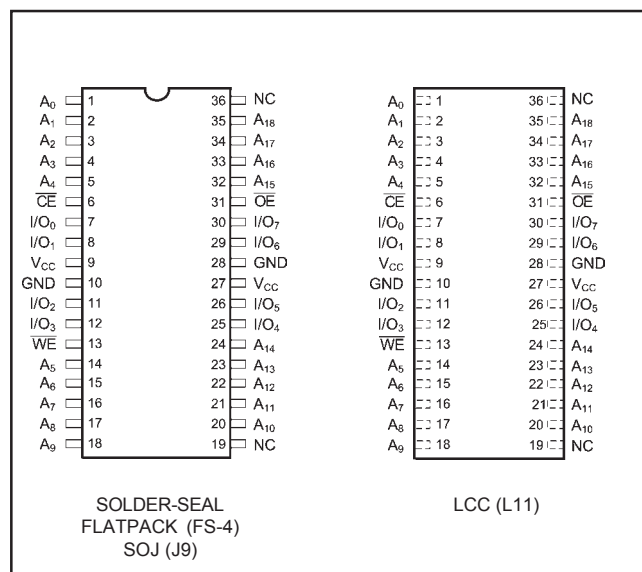 A0 1 36 NC A0 1 36 NC
A1 2 35 A18 A1 2 35 A18
A2 3 34 A17 A2 3 34 A17
A3 4 33 A16 A3 4 33 A16
A4 5 32 A15 A4 5 32 A15
CE 6 31 OE CE 6 31 OE
I/O0 7 30 I/O7 I/O0 7 30 I/O7
I/O1 8 29 I/O6 I/O1 8 29 I/O6
VCC 9 28 GND VCC 9 28 GND
GND 10 27 VCC GND 10 27 VCC
I/O2 11 26 I/O5 I/O2 11 26 I/O5
I/O3 12 25 I/O4 I/O3 12 25 I/O4
WE 13 24 A14 WE 13 24 A14
A5 14 23 A13 A5 14 23 A13
A6 15 22 A12 A6 15 22 A12
A7 16 21 A11 A7 16 21 A11
A8 17 20 A10 A8 17 20 A10
A9 18 19 NC A9 18 19 NC
SOLDER-SEAL LCC (L11)
FLATPACK (FS-4)
SOJ (J9)